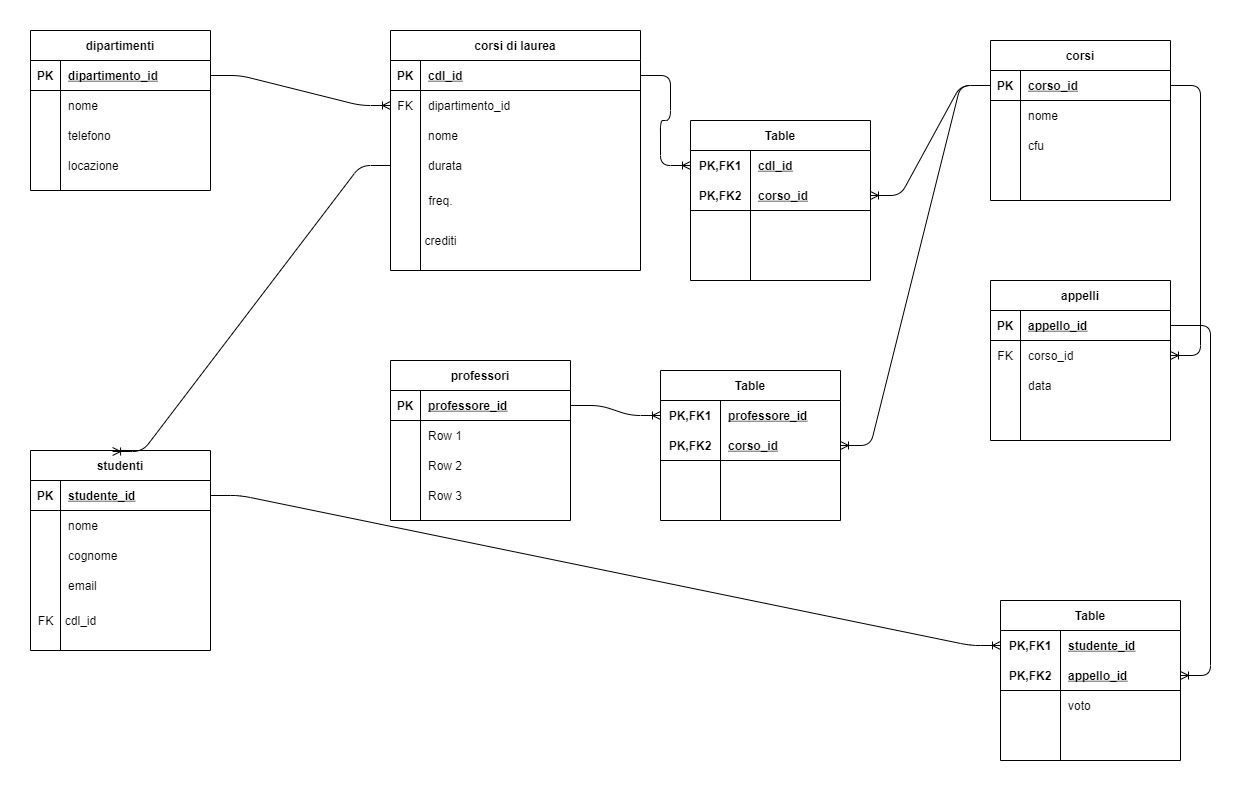 dipartimenti
PK dipartimento_id
nome
telefono
locazione
corsi di laurea
PK cdl_id
FK dipartimento_id
nome
durata
freq.
crediti
Table
PK,FK1 cdl_id
PK,FK2 corso_id
corsi
PK corso_id
nome
cfu
appelli
PK appello_id
FK corso_id
data
professori
PK professore_id
Row 1
Row 2
Row 3
Table
PK,FK1 professore_id
PK,FK2 corso_id
studenti
PK studente_id
nome
cognome
email
FK cdl_id
Table
PK,FK1 studente_id
PK,FK2 appello_id
voto